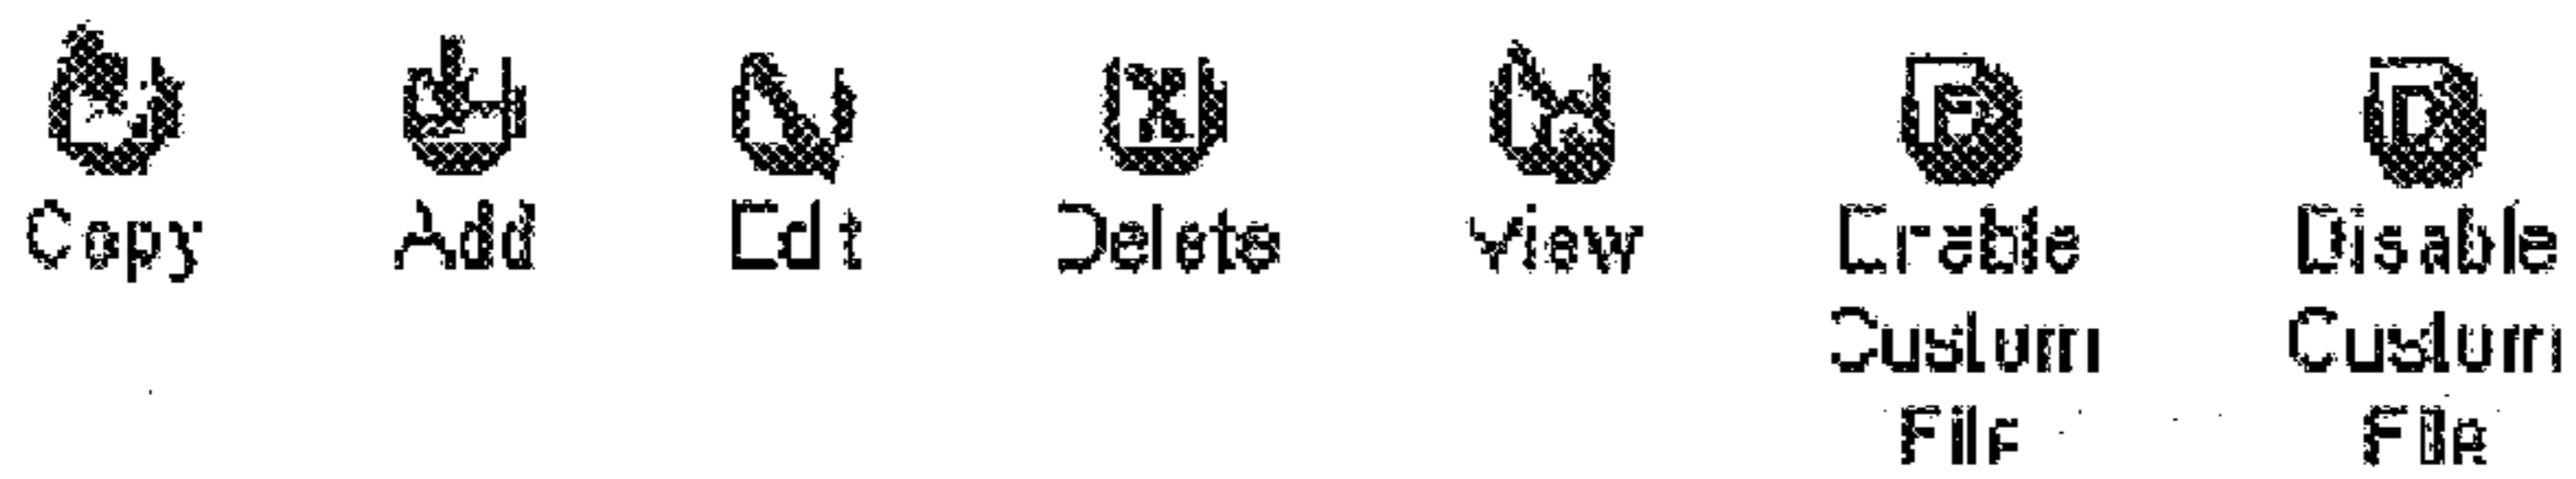 Copy Add Edit Delete View Enable Disable
Custom Custom
File File